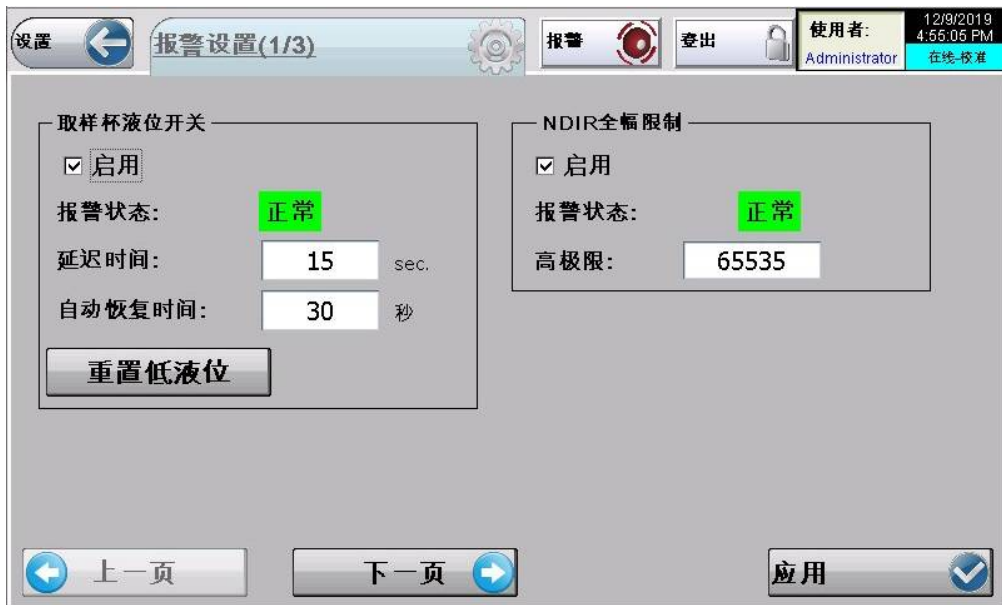 设置
报警设置(1/3)
报警
登出
使用者:
Administrator
12/9/2019
4:55:05 PM
在线-校准
取样杯液位开关
启用
报警状态: 正常
延迟时间: 15 sec.
自动恢复时间: 30 秒
重置低液位
NDIR全幅限制
启用
报警状态: 正常
高极限: 65535
上一页
下一页
应用